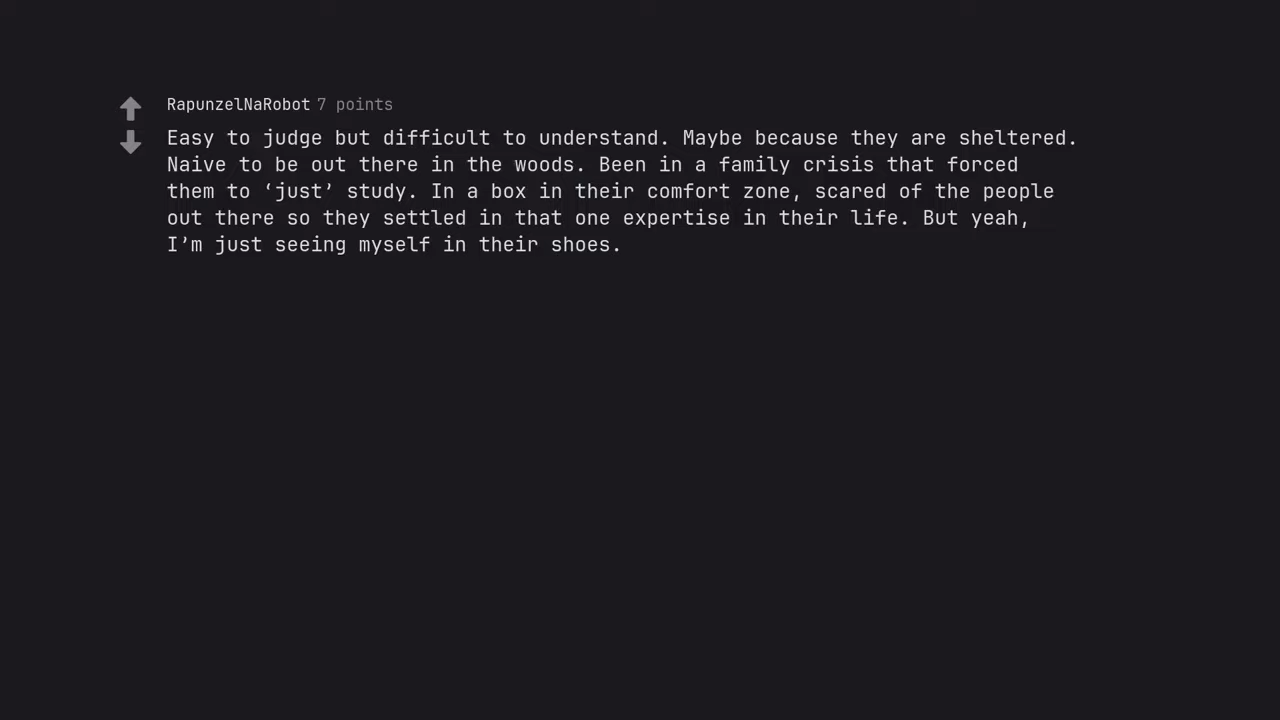 RapunzelNaRobot 7 points
Easy to judge but difficult to understand. Maybe because they are sheltered.
Naive to be out there in the woods. Been in a family crisis that forced
them to ‘just’ study. In a box in their comfort zone, scared of the people
out there so they settled in that one expertise in their life. But yeah,
I’m just seeing myself in their shoes.